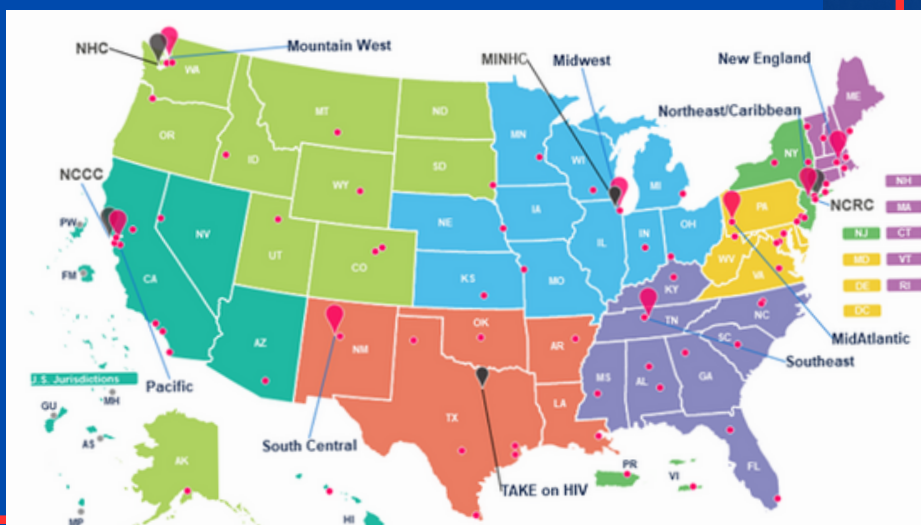 NHC
Mountain West
MINHC
Midwest
New England
Northeast/Caribbean
WA
MT
ND
MN
ME
OR
ID
SD
WI
MI
NY
NH
WY
NCCC
NE
IA
PA
NCRC
MA
PW
NV
UT
CO
IL
IN
OH
NJ
CT
CA
KS
MO
WV
VA
MD
VT
FM
KY
DE
RI
NC
DC
AZ
NM
OK
AR
TN
SC
MidAtlantic
Southeast
U.S. Jurisdictions
Pacific
MS
AL
GA
MH
GU
TX
LA
AS
South Central
AK
PR
VI
FL
TAKE on HIV
MP
HI